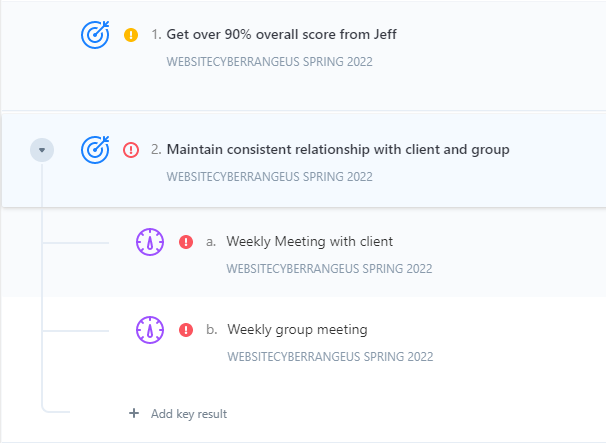 1. Get over 90% overall score from Jeff
WEBSITECYBERRANGEUS SPRING 2022
2. Maintain consistent relationship with client and group
WEBSITECYBERRANGEUS SPRING 2022
a. Weekly Meeting with client
WEBSITECYBERRANGEUS SPRING 2022
b. Weekly group meeting
WEBSITECYBERRANGEUS SPRING 2022
+ Add key result